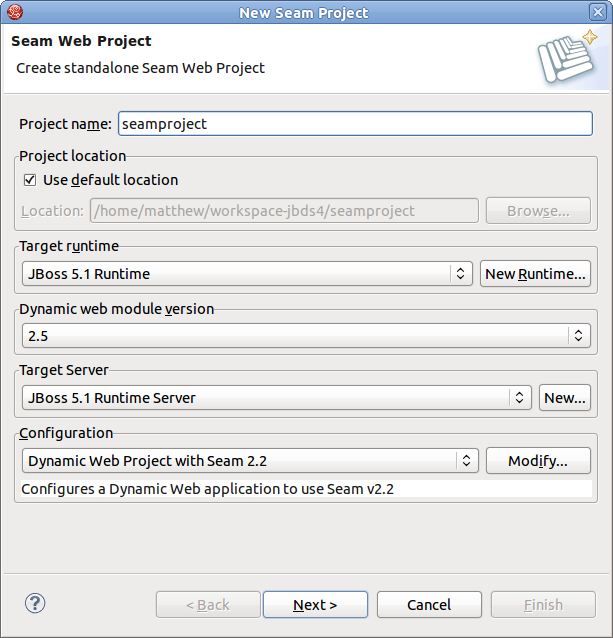 New Seam Project
Seam Web Project
Create standalone Seam Web Project
Project name: seamproject
Project location
Use default location
Location: /home/matthew/workspace-jbds4/seamproject Browse...
Target runtime
JBoss 5.1 Runtime New Runtime...
Dynamic web module version
2.5
Target Server
JBoss 5.1 Runtime Server New...
Configuration
Dynamic Web Project with Seam 2.2 Modify...
Configures a Dynamic Web application to use Seam v2.2
? < Back Next > Cancel Finish